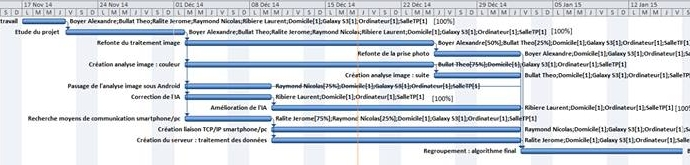 17 Nov 14 24 Nov 14 01 Déc 14 08 Déc 14 15 Déc 14 22 Déc 14 29 Déc 14 05 Jan 15 12 Jan 15
travail Boyer Alexandre;Bullat Theo;Ralite Jerome;Raymond Nicolas;Ribiere Laurent;Domicile[1];Galaxy S3[1];Ordinateur[1];SalleTP[1] [100%]
Etude du projet Boyer Alexandre;Bullat Theo;Ralite Jerome;Raymond Nicolas;Ribiere Laurent;Domicile[1];Galaxy S3[1];Ordinateur[1];SalleTP[1] [100%]
Refonte du traitement image Boyer Alexandre[50%];Bullat Theo[25%];Domicile[1];Galaxy S3[1];Ordinateur[1];SalleTP[1]
Refonte de la prise photo Boyer Alexandre;Domicile[1];Galaxy S3[1];Ordinateur[1];
Création analyse image : couleur Bullat Theo[75%];Domicile[1];Galaxy S3[1];Ordinateur[1];SalleTP[1]
Création analyse image : suite Bullat Theo;Domicile[1];Galaxy S3[1];Ordinateur[1];SalleTP[1]
Passage de l'analyse image sous Android Raymond Nicolas[75%];Domicile[1];Galaxy S3[1];Ordinateur[1];SalleTP[1]
Correction de l'IA Ribiere Laurent;Domicile[1];Ordinateur[1];SalleTP[1] [100%]
Amélioration de l'IA Ribiere Laurent;Domicile[1];Ordinateur[1];SalleTP[1]
Recherche moyens de communication smartphone/pc Ralite Jerome[75%];Raymond Nicolas[25%];Domicile[1];Galaxy S3[1];Ordinateur[1];SalleTP[1]
Création liaison TCP/IP smartphone/pc Raymond Nicolas;Domicile[1];Galaxy S3[1];Ordinateur[1];
Création du serveur : traitement des données Ralite Jerome;Domicile[1];Galaxy S3[1];Ordinateur[1];
Regroupement : algorithme final